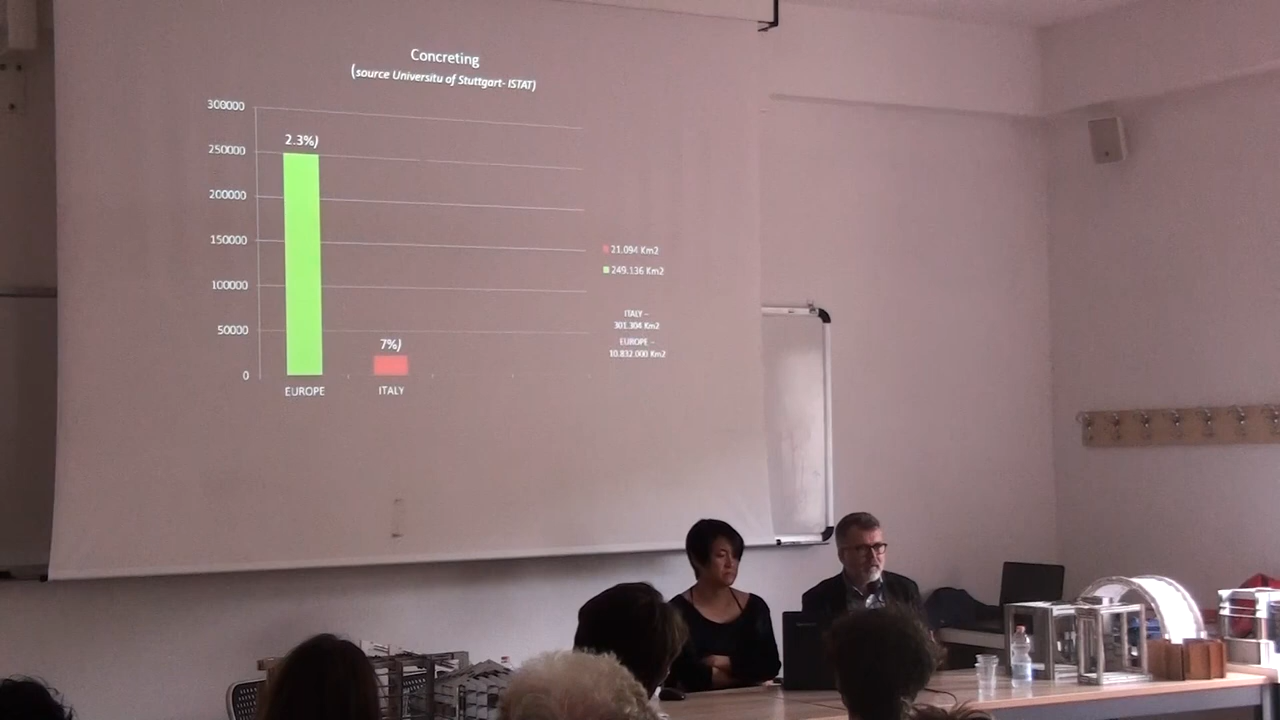 Concreting
(source Universitu of Stuttgart- ISTAT)
300000
250000
200000
150000
100000
50000
0
2.3%)
7%)
EUROPE
ITALY
21.094 Km2
249.136 Km2
ITALY –
301.304 Km2
EUROPE -
10.832.000 Km2